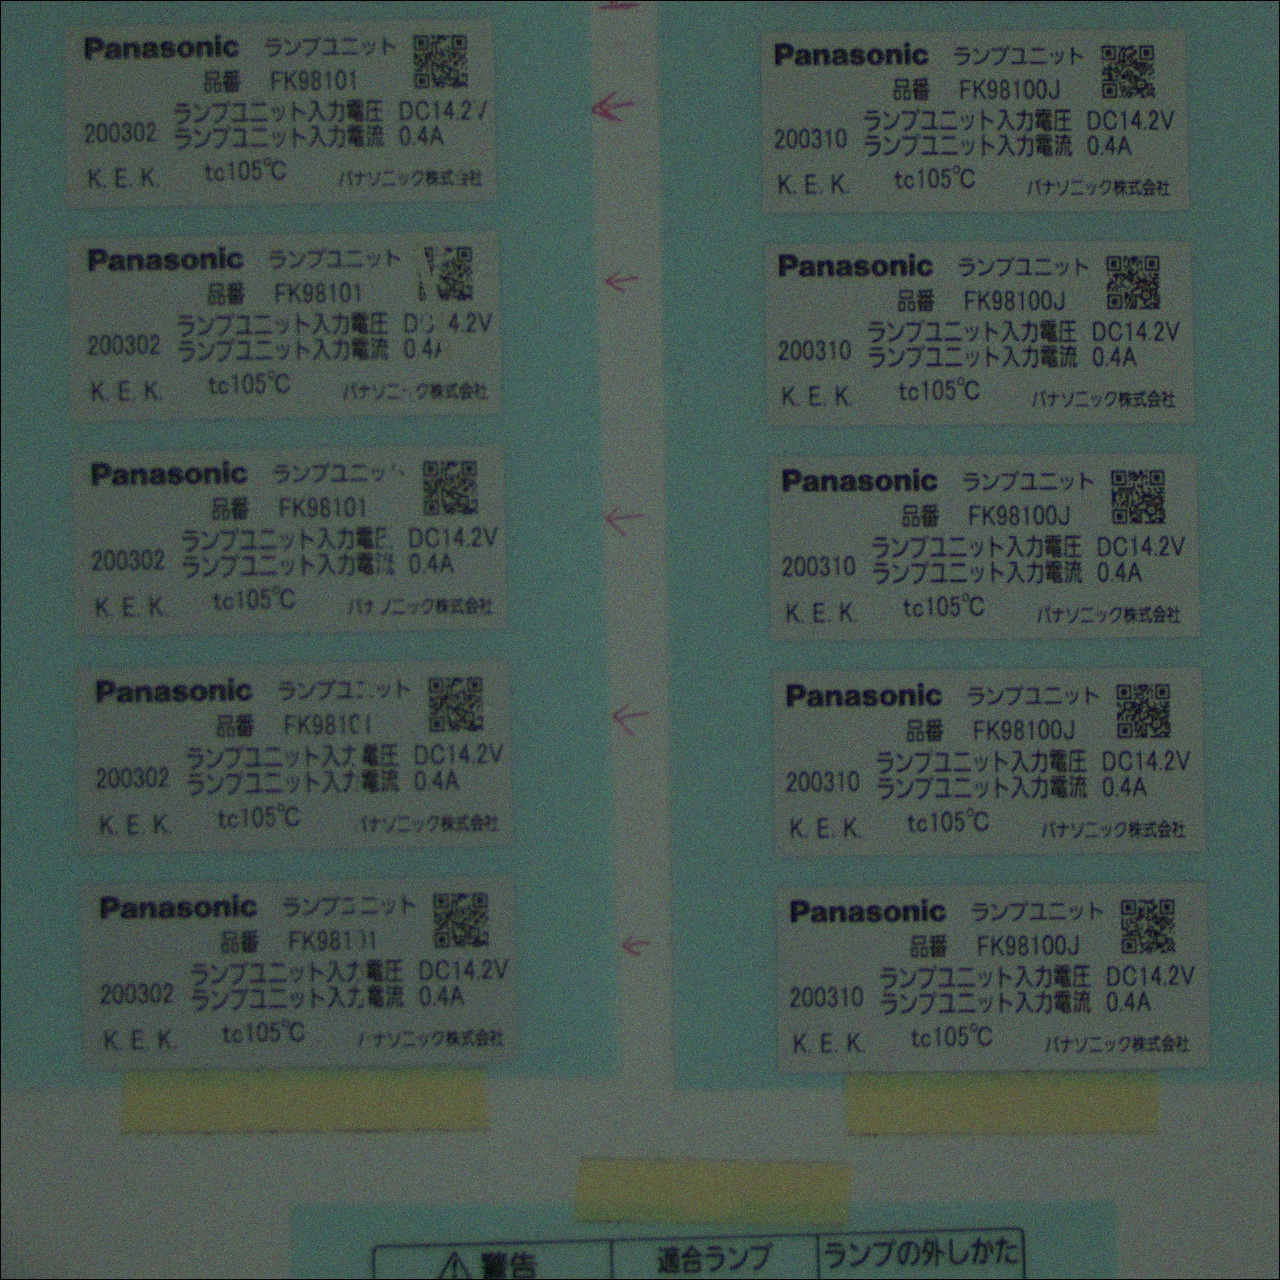 Panasonic ランプユニット
品番 FK98101
ランプユニット入力電圧 DC14.2V
200302 ランプユニット入力電流 0.4A
K. E. K. tc105℃ パナソニック株式会社
Panasonic ランプユニット
品番 FK98101
ランプユニット入力電圧 DC 4.2V
200302 ランプユニット入力電流 0 4A
K. E. K. tc105℃ パナソニック株式会社
Panasonic ランプユニット
品番 FK98101
ランプユニット入力電圧 DC14.2V
200302 ランプユニット入力電流 0.4A
K. E. K. tc105℃ パナソニック株式会社
Panasonic ランプユニット
品番 FK98101
ランプユニット入力電圧 DC14.2V
200302 ランプユニット入力電流 0.4A
K. E. K. tc105℃ パナソニック株式会社
Panasonic ランプユニット
品番 FK98101
ランプユニット入力電圧 DC14.2V
200302 ランプユニット入力電流 0.4A
K. E. K. tc105℃ パナソニック株式会社
Panasonic ランプユニット
品番 FK98100J
ランプユニット入力電圧 DC14.2V
200310 ランプユニット入力電流 0.4A
K. E. K. tc105℃ パナソニック株式会社
Panasonic ランプユニット
品番 FK98100J
ランプユニット入力電圧 DC14.2V
200310 ランプユニット入力電流 0.4A
K. E. K. tc105℃ パナソニック株式会社
Panasonic ランプユニット
品番 FK98100J
ランプユニット入力電圧 DC14.2V
200310 ランプユニット入力電流 0.4A
K. E. K. tc105℃ パナソニック株式会社
Panasonic ランプユニット
品番 FK98100J
ランプユニット入力電圧 DC14.2V
200310 ランプユニット入力電流 0.4A
K. E. K. tc105℃ パナソニック株式会社
Panasonic ランプユニット
品番 FK98100J
ランプユニット入力電圧 DC14.2V
200310 ランプユニット入力電流 0.4A
K. E. K. tc105℃ パナソニック株式会社
⚠警告 適合ランプ ランプの外しかた